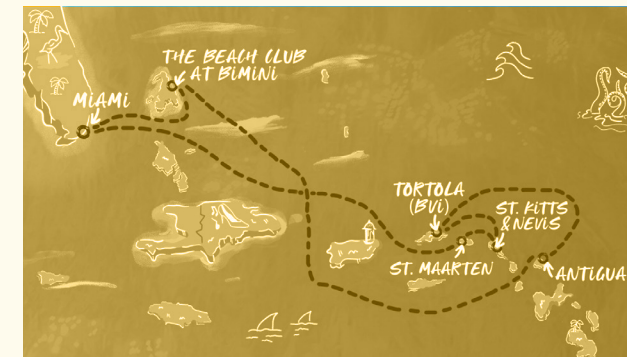 THE BEACH CLUB
AT BIMINI
MIAMI
TORTOLA
(BVI)
ST. KITTS
& NEVIS
ST. MAARTEN
ANTIGUA